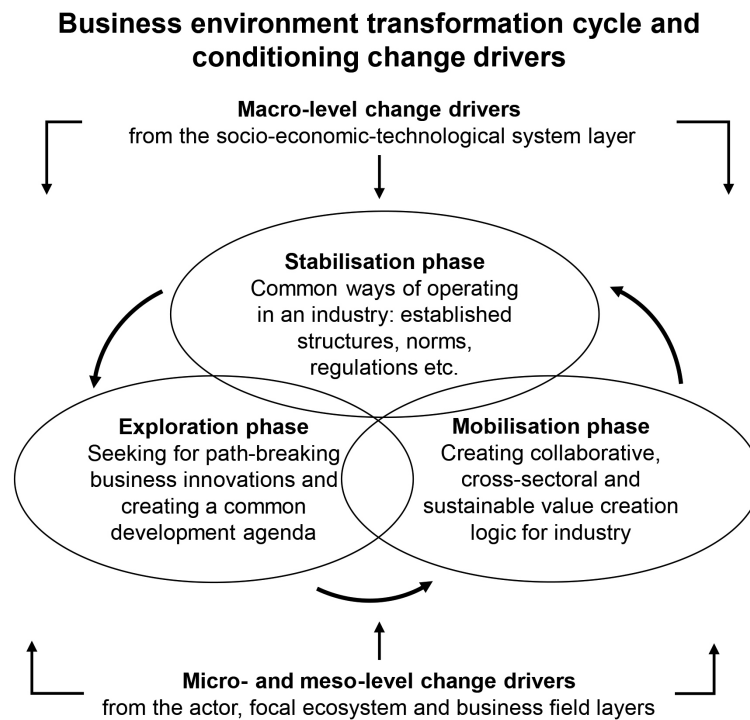 Business environment transformation cycle and
conditioning change drivers
Macro-level change drivers
from the socio-economic-technological system layer
Stabilisation phase
Common ways of operating
in an industry: established
structures, norms,
regulations etc.
Exploration phase
Seeking for path-breaking
business innovations and
creating a common
development agenda
Mobilisation phase
Creating collaborative,
cross-sectoral and
sustainable value creation
logic for industry
Micro- and meso-level change drivers
from the actor, focal ecosystem and business field layers